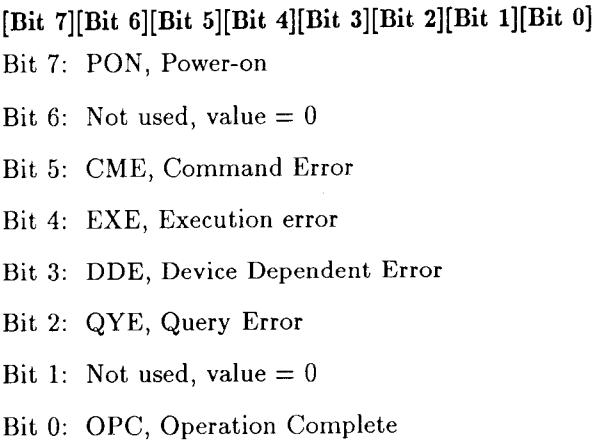 [Bit 7][Bit 6][Bit 5][Bit 4][Bit 3][Bit 2][Bit 1][Bit 0]
Bit 7: PON, Power-on
Bit 6: Not used, value = 0
Bit 5: CME, Command Error
Bit 4: EXE, Execution error
Bit 3: DDE, Device Dependent Error
Bit 2: QYE, Query Error
Bit 1: Not used, value = 0
Bit 0: OPC, Operation Complete